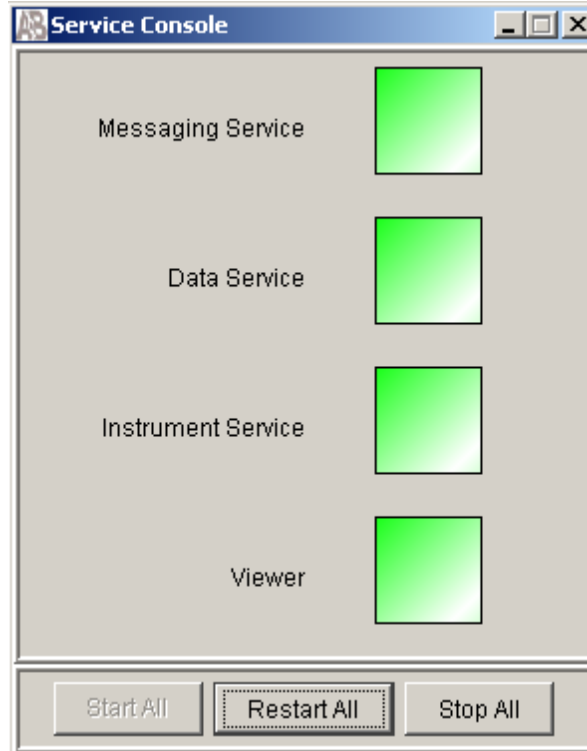 Service Console
Messaging Service
Data Service
Instrument Service
Viewer
Start All Restart All Stop All